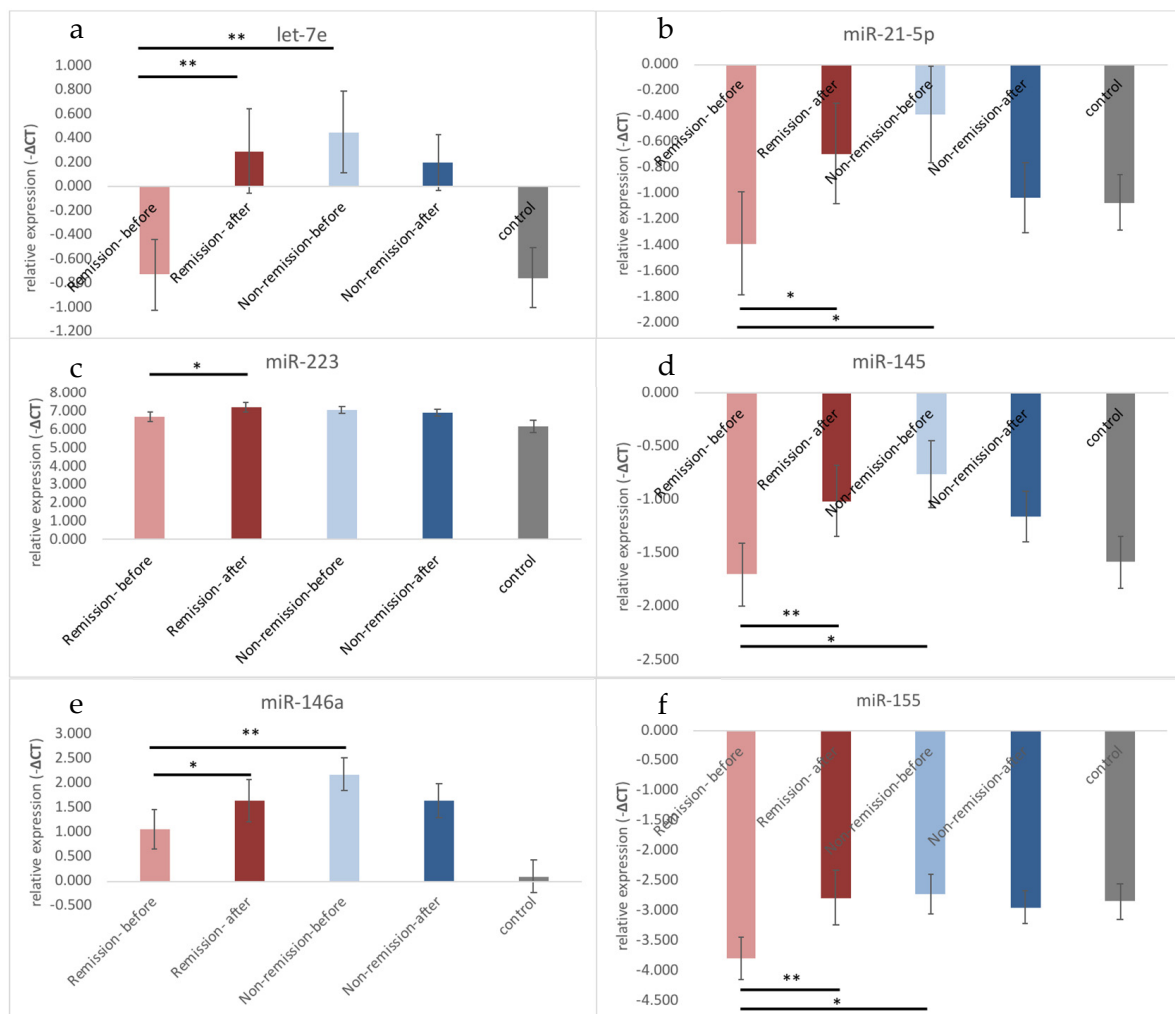 a
let-7e
**
**
relative expression (-ΔCT)
1.000
0.800
0.600
0.400
0.200
0.000
-0.200
-0.400
-0.600
-0.800
-1.000
-1.200
Remission- before
Remission- after
Non-remission-before
Non-remission-after
control
b
miR-21-5p
relative expression (-ΔCT)
0.000
-0.200
-0.400
-0.600
-0.800
-1.000
-1.200
-1.400
-1.600
-1.800
-2.000
Remission- before
Remission- after
Non-remission-before
Non-remission-after
control
*
*
c
miR-223
*
relative expression (-ΔCT)
8.000
7.000
6.000
5.000
4.000
3.000
2.000
1.000
0.000
Remission- before
Remission- after
Non-remission-before
Non-remission-after
control
d
miR-145
relative expression (-ΔCT)
0.000
-0.500
-1.000
-1.500
-2.000
-2.500
Remission- before
Remission- after
Non-remission-before
Non-remission-after
control
**
*
e
miR-146a
**
*
relative expression (-ΔCT)
3.000
2.500
2.000
1.500
1.000
0.500
0.000
-0.500
Remission- before
Remission- after
Non-remission-before
Non-remission-after
control
f
miR-155
relative expression (-ΔCT)
0.000
-0.500
-1.000
-1.500
-2.000
-2.500
-3.000
-3.500
-4.000
-4.500
Remission- before
Remission- after
Non-remission-before
Non-remission-after
control
**
*